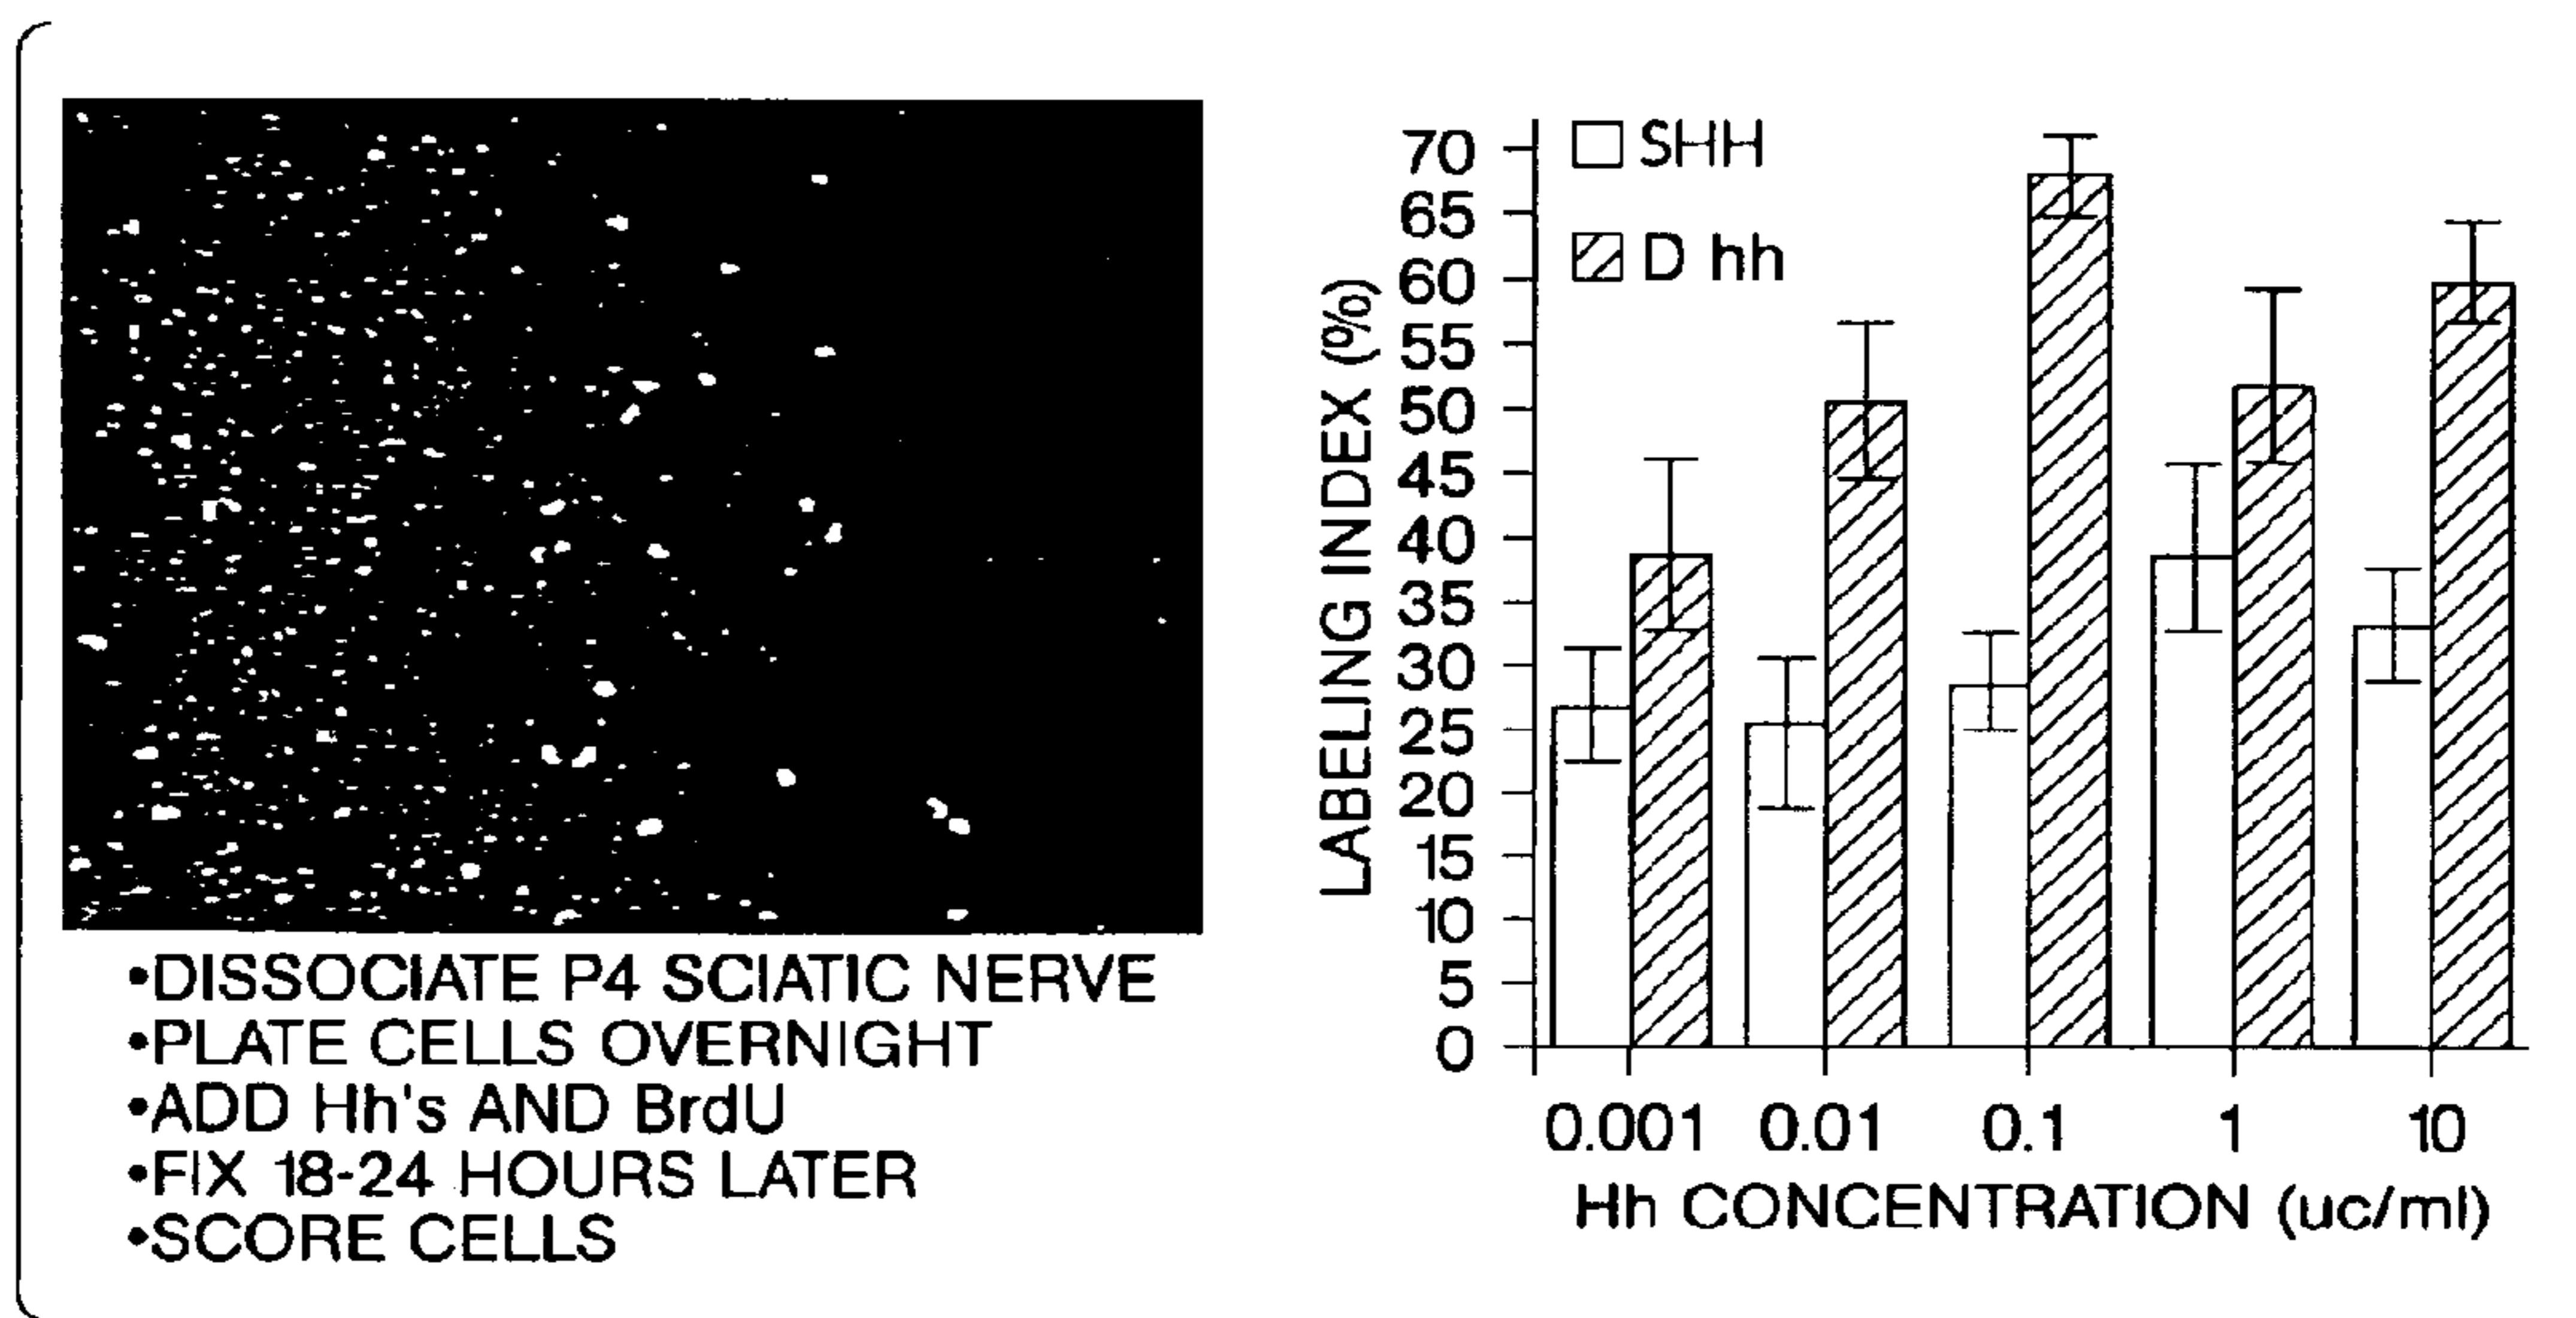 •DISSOCIATE P4 SCIATIC NERVE
•PLATE CELLS OVERNIGHT
•ADD Hh's AND BrdU
•FIX 18-24 HOURS LATER
•SCORE CELLS
SHH
D hh
LABELING INDEX (%)
70
65
60
55
50
45
40
35
30
25
20
15
10
5
0
0.001 0.01 0.1 1 10
Hh CONCENTRATION (uc/ml)